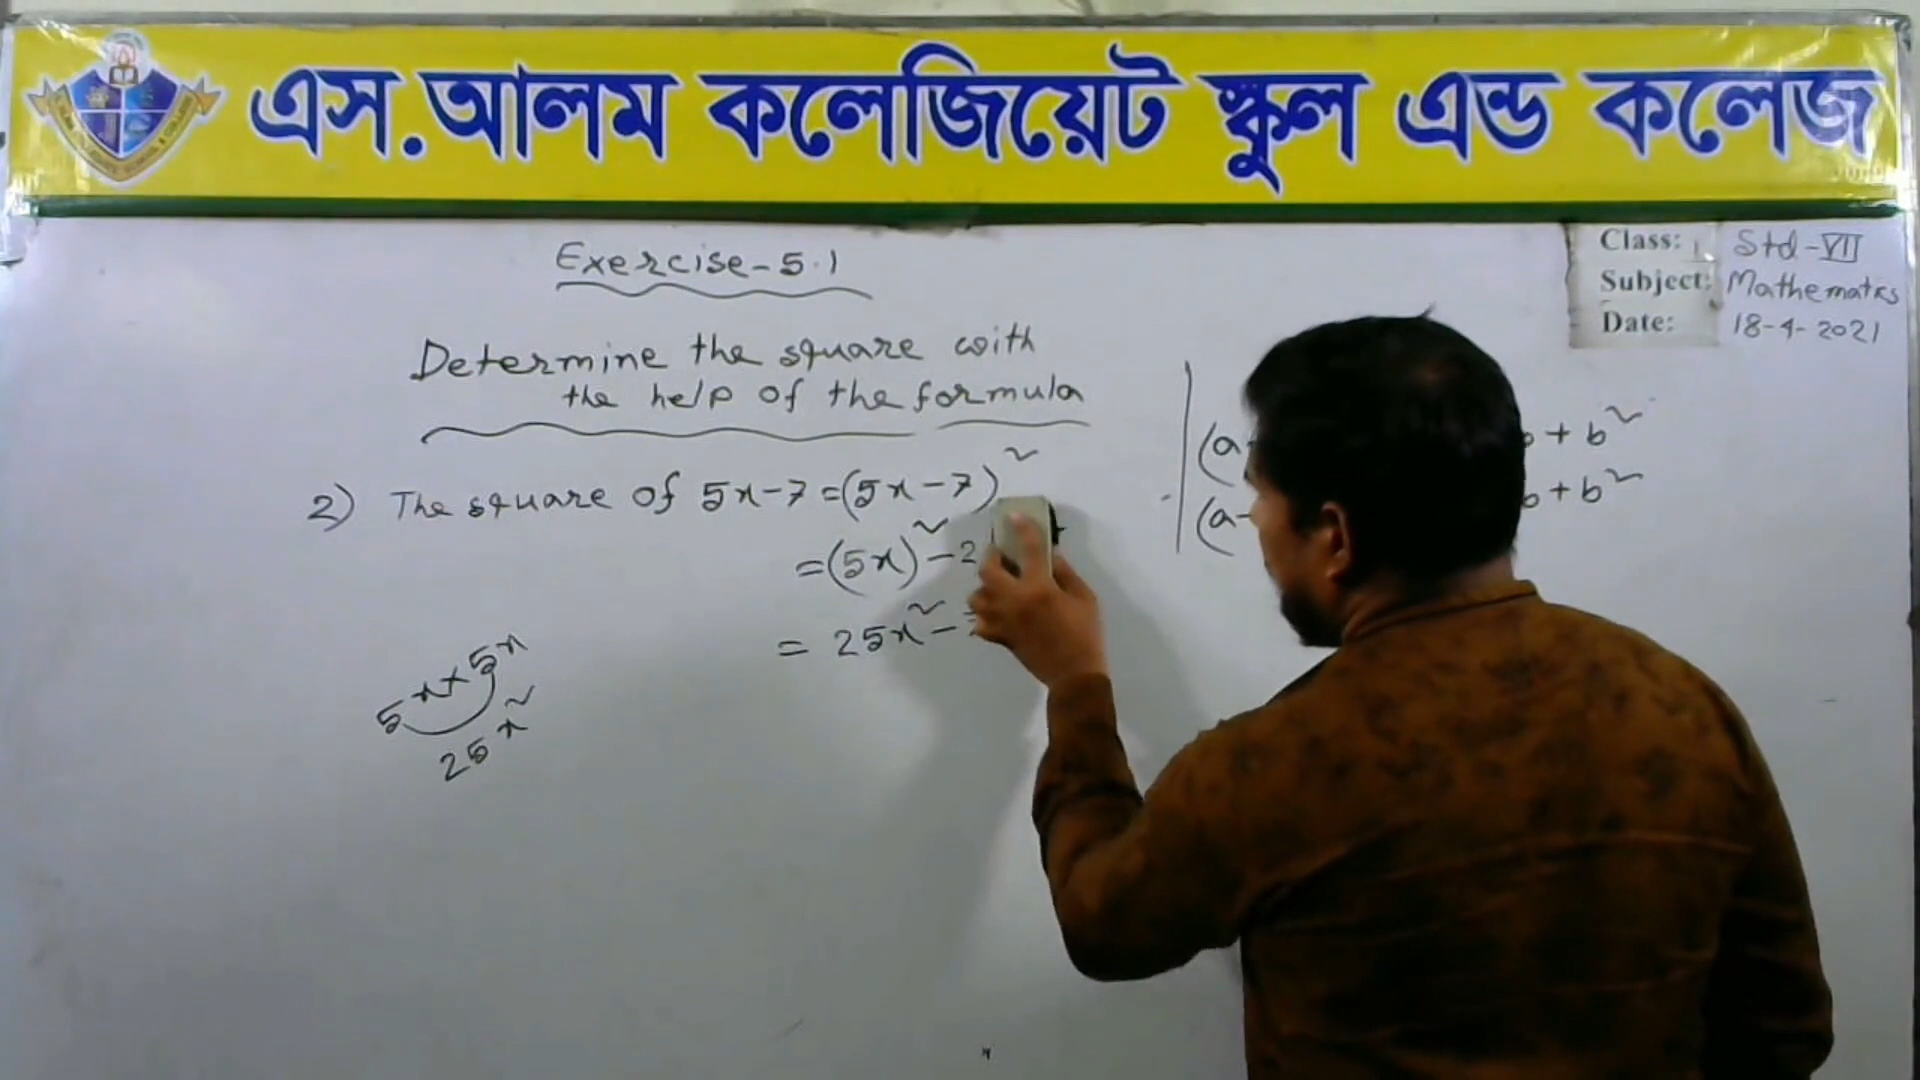 এস.আলম কলেজিয়েট স্কুল এন্ড কলেজ
Class: Std-VII
Subject: Mathematics
Date: 18-4-2021
Exercise-5.1
Determine the square with
the help of the formula
2) The square of 5x-7=(5x-7)²
=(5x)²-2
= 25x²-
(a- + b²
(a- + b²
5x×5x
25x²